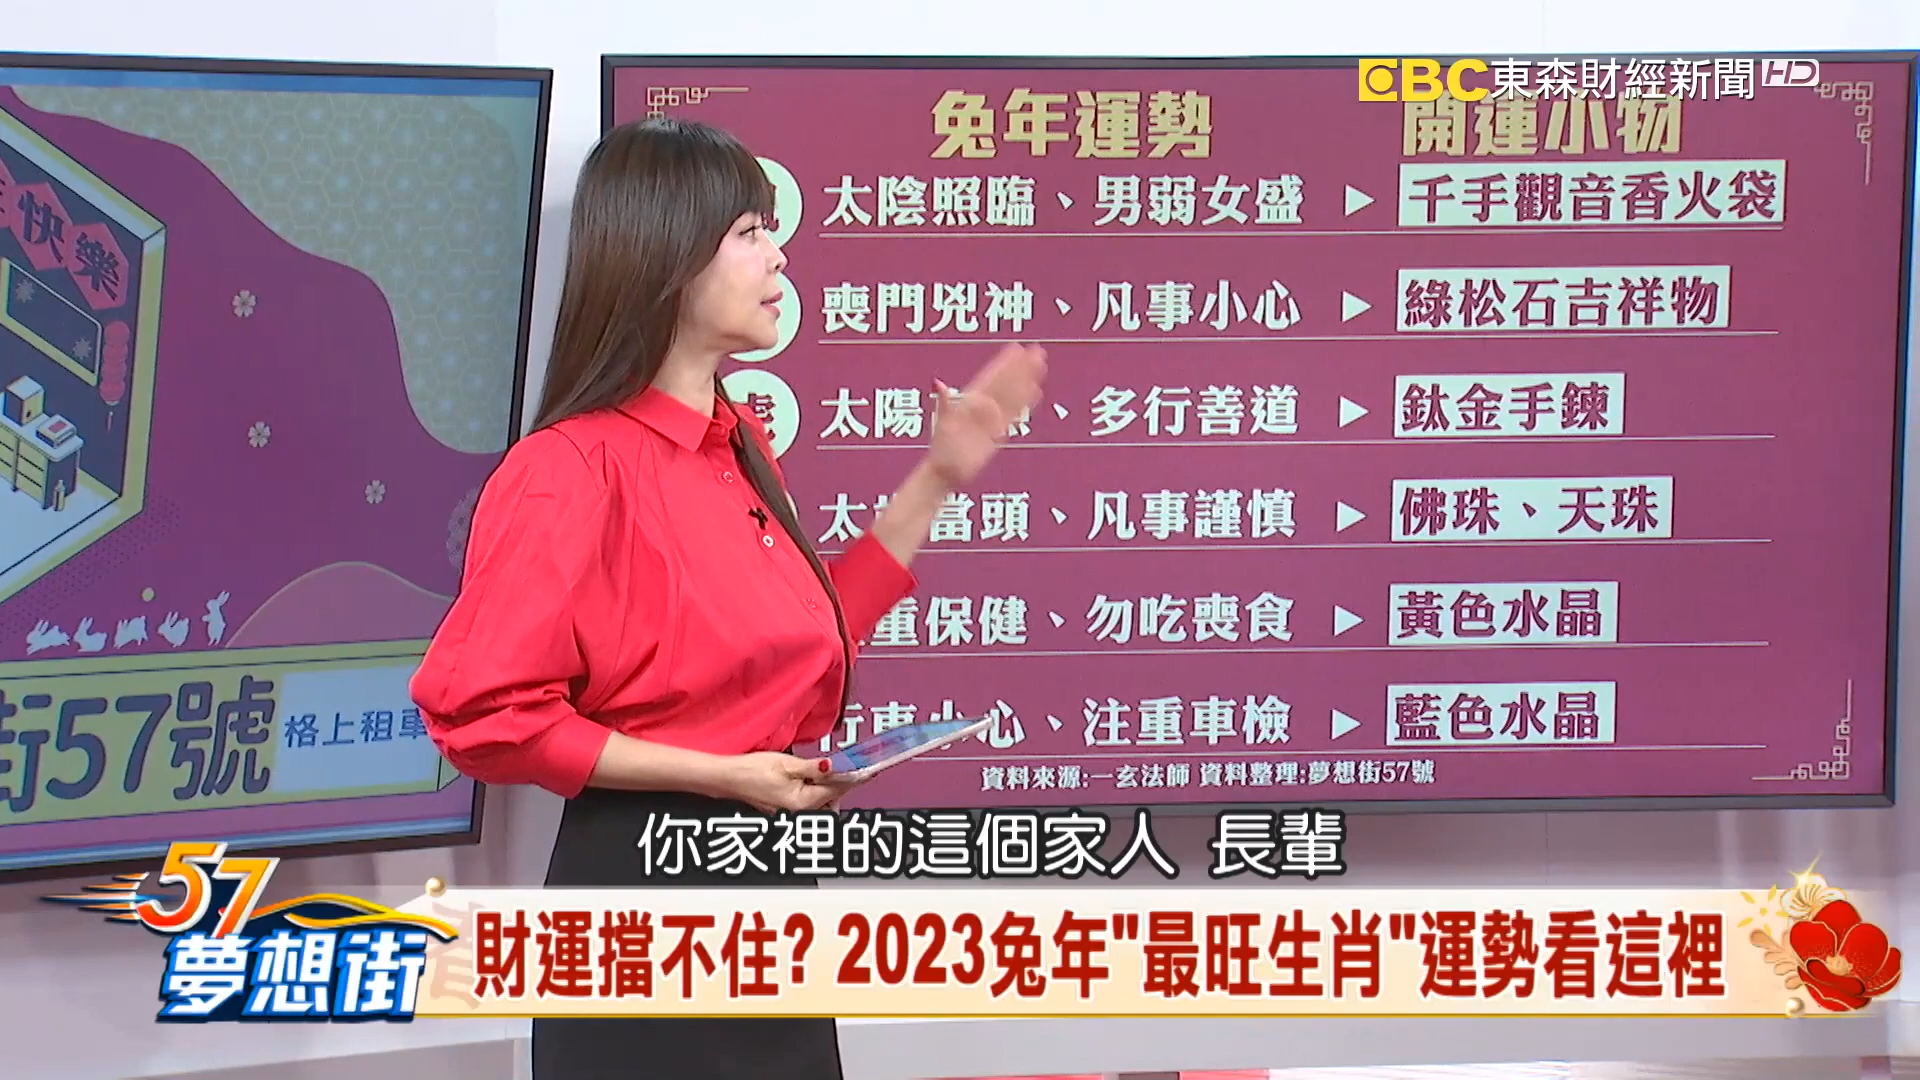 EBC東森財經新聞HD
兔年運勢 開運小物
太陰照臨、男弱女盛 ▶ 千手觀音香火袋
喪門兇神、凡事小心 ▶ 綠松石吉祥物
虎 太陽、多行善道 ▶ 鈦金手鍊
太 當頭、凡事謹慎 ▶ 佛珠、天珠
重保健、勿吃喪食 ▶ 黃色水晶
行車小心、注重車檢 ▶ 藍色水晶
資料來源:一玄法師 資料整理:夢想街57號
快樂
街57號
格上租車
你家裡的這個家人 長輩
57夢想街
財運擋不住? 2023兔年"最旺生肖"運勢看這裡